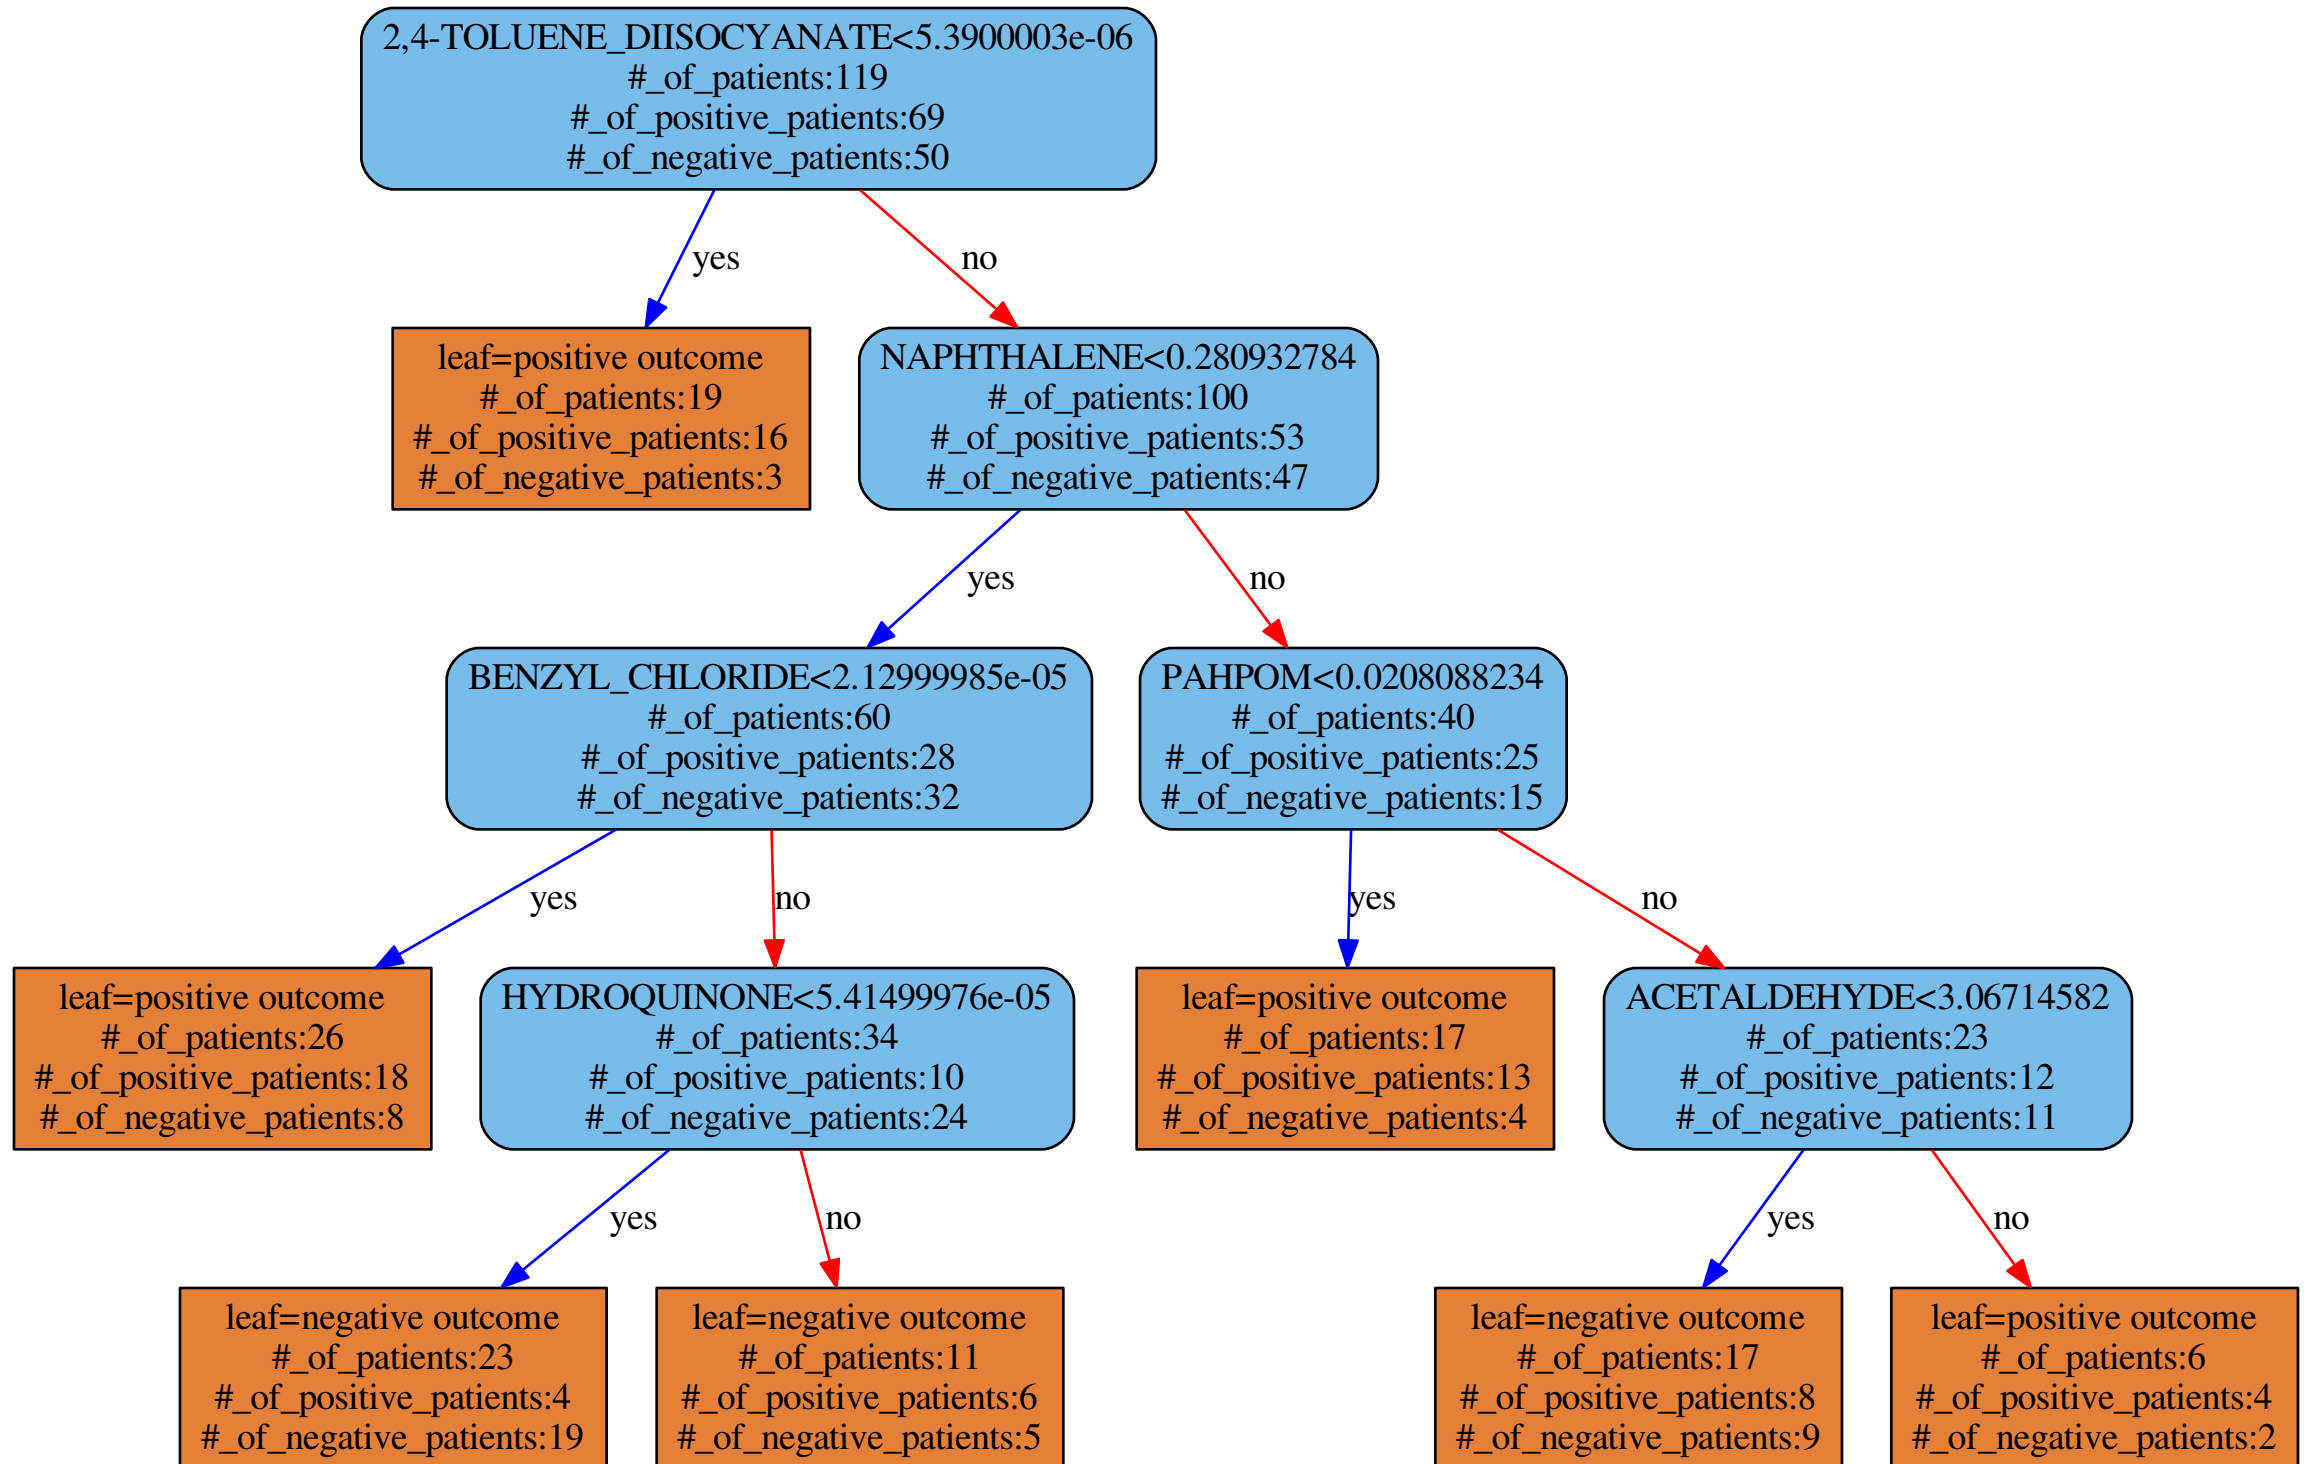 2,4-TOLUENE_DIISOCYANATE<5.3900003e-06
#_of_patients:119
#_of_positive_patients:69
#_of_negative_patients:50
yes
no
leaf=positive outcome
#_of_patients:19
#_of_positive_patients:16
#_of_negative_patients:3
NAPHTHALENE<0.280932784
#_of_patients:100
#_of_positive_patients:53
#_of_negative_patients:47
yes
no
BENZYL_CHLORIDE<2.12999985e-05
#_of_patients:60
#_of_positive_patients:28
#_of_negative_patients:32
PAHPOM<0.0208088234
#_of_patients:40
#_of_positive_patients:25
#_of_negative_patients:15
yes
no
yes
no
leaf=positive outcome
#_of_patients:26
#_of_positive_patients:18
#_of_negative_patients:8
HYDROQUINONE<5.41499976e-05
#_of_patients:34
#_of_positive_patients:10
#_of_negative_patients:24
leaf=positive outcome
#_of_patients:17
#_of_positive_patients:13
#_of_negative_patients:4
ACETALDEHYDE<3.06714582
#_of_patients:23
#_of_positive_patients:12
#_of_negative_patients:11
yes
no
yes
no
leaf=negative outcome
#_of_patients:23
#_of_positive_patients:4
#_of_negative_patients:19
leaf=negative outcome
#_of_patients:11
#_of_positive_patients:6
#_of_negative_patients:5
leaf=negative outcome
#_of_patients:17
#_of_positive_patients:8
#_of_negative_patients:9
leaf=positive outcome
#_of_patients:6
#_of_positive_patients:4
#_of_negative_patients:2